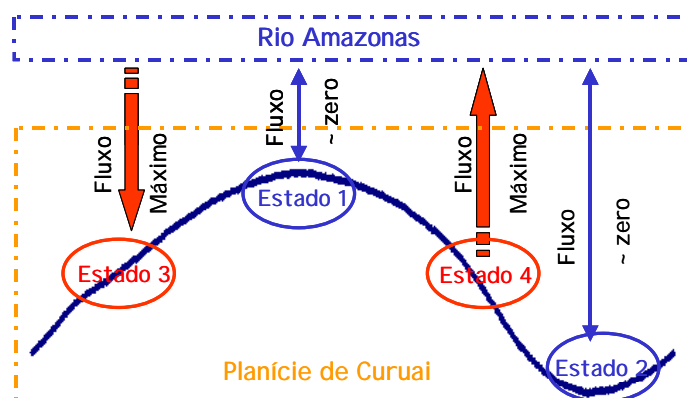 Rio Amazonas
Fluxo
Máximo
Fluxo
~ zero
Fluxo
Máximo
Fluxo
~ zero
Estado 1
Estado 3
Estado 4
Estado 2
Planície de Curuai